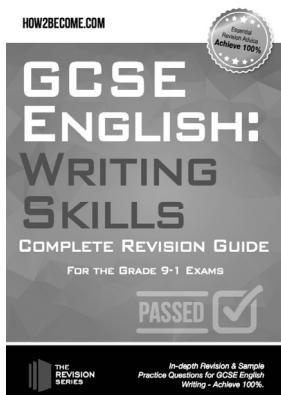 HOW2BECOME.COM
Essential
Revision Advice
Achieve 100%
GCSE
ENGLISH:
WRITING
SKILLS
COMPLETE REVISION GUIDE
FOR THE GRADE 9-1 EXAMS
PASSED
THE
REVISION
SERIES
In-depth Revision & Sample
Practice Questions for GCSE English
Writing - Achieve 100%.